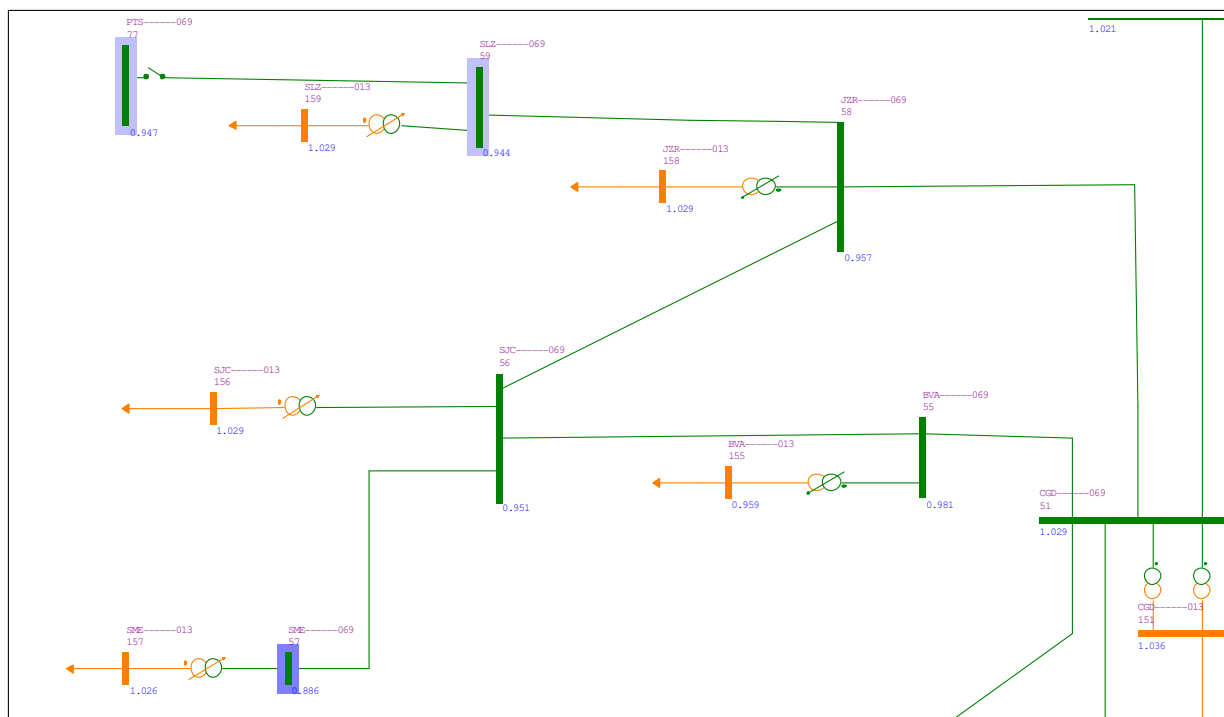 PTS------069
77
0.947
SLZ------069
59
0.944
SLZ------013
159
1.029
JZR------069
58
0.957
JZR------013
158
1.029
1.021
SJC------069
56
0.951
SJC------013
156
1.029
BVA------069
55
0.981
BVA------013
155
0.959
CGD------069
51
1.029
CGD------013
151
1.036
SME------013
157
1.026
SME------069
57
0.886